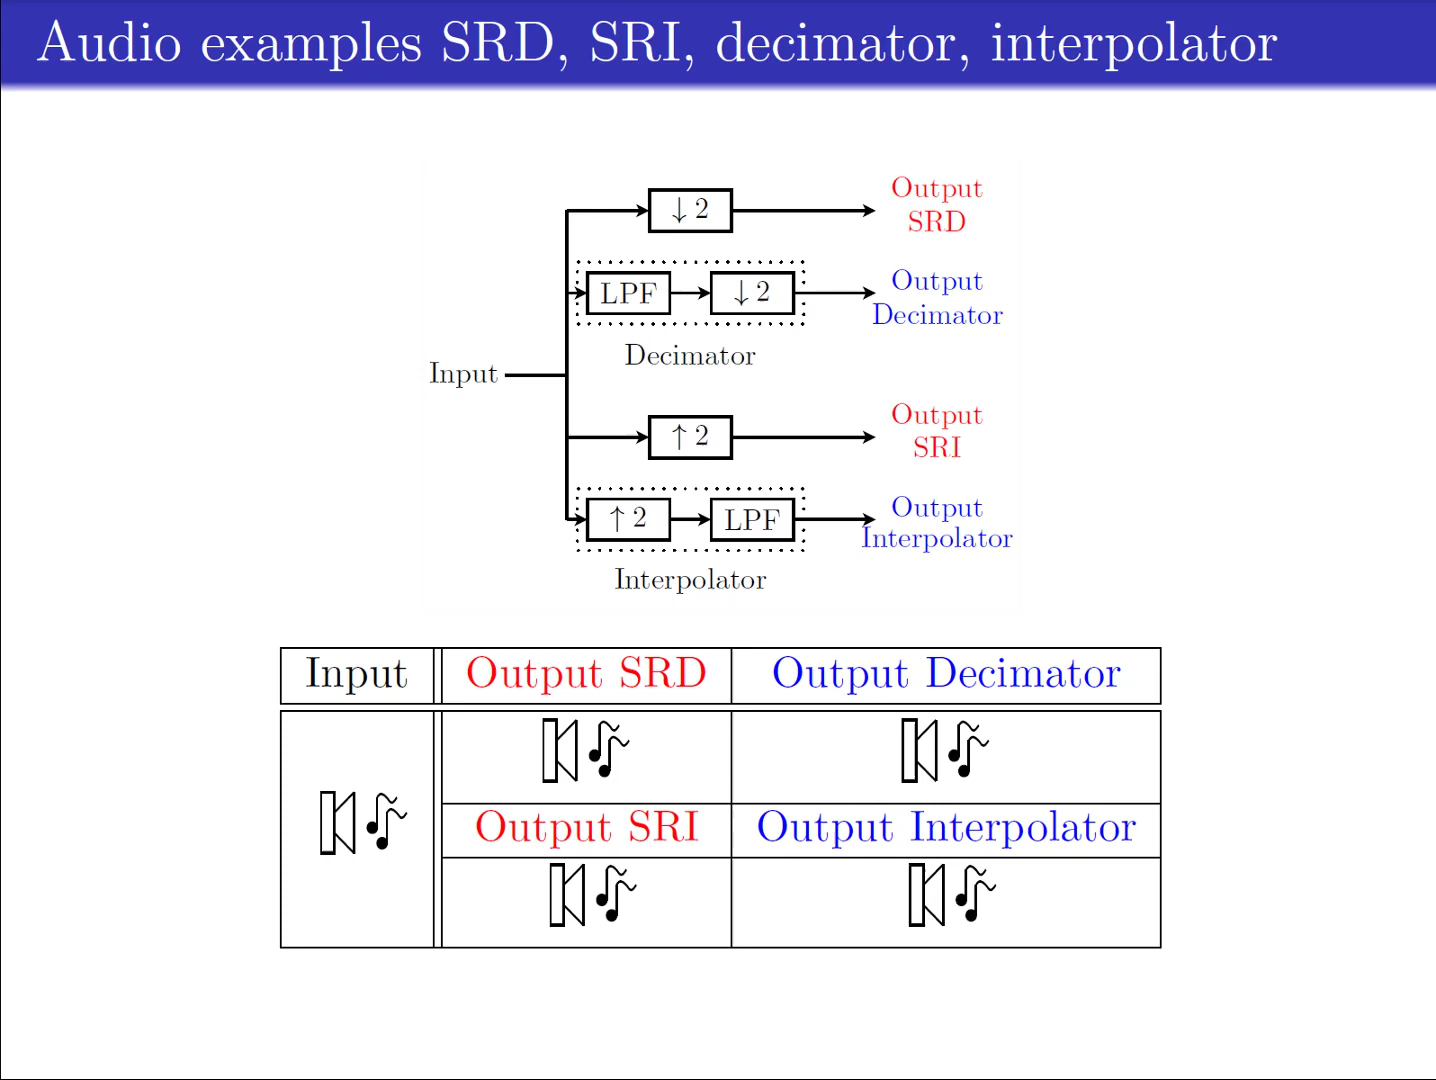 Audio examples SRD, SRI, decimator, interpolator
↓ 2
Output
SRD
LPF
↓ 2
Output
Decimator
Decimator
Input
↑ 2
Output
SRI
↑ 2
LPF
Output
Interpolator
Interpolator
Input
Output SRD
Output Decimator
Output SRI
Output Interpolator